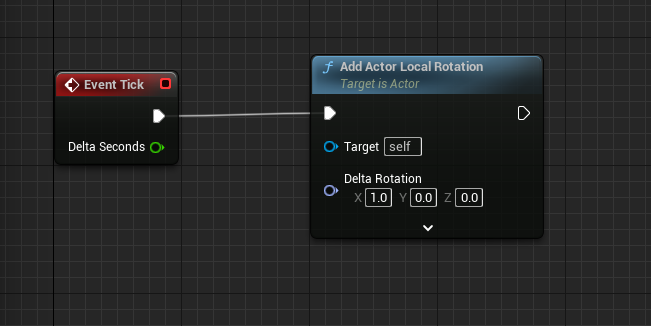 Event Tick
Delta Seconds
f Add Actor Local Rotation
Target is Actor
Target self
Delta Rotation
X 1.0 Y 0.0 Z 0.0